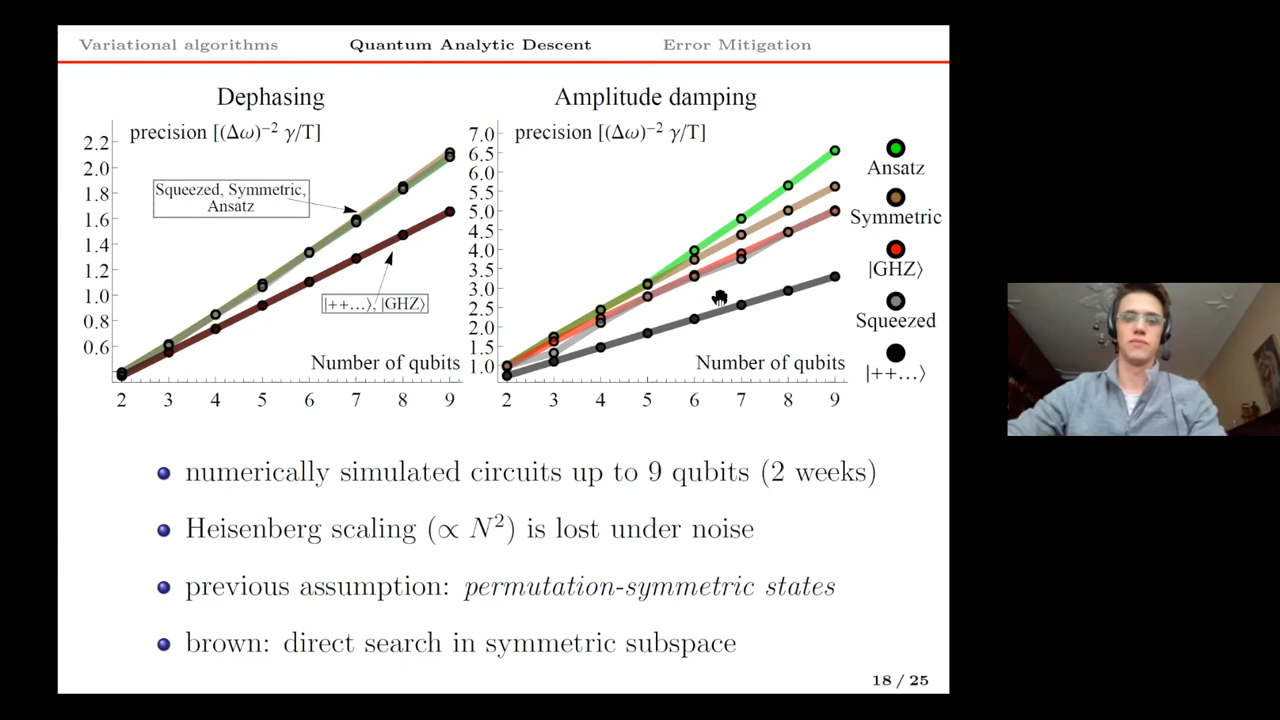 Variational algorithms Quantum Analytic Descent Error Mitigation
Dephasing
precision [(Δω)⁻² γ/T]
2.2
2.0
1.8
1.6
1.4
1.2
1.0
0.8
0.6
Squeezed, Symmetric,
Ansatz
|++…⟩, |GHZ⟩
Number of qubits
2 3 4 5 6 7 8 9
Amplitude damping
precision [(Δω)⁻² γ/T]
7.0
6.5
6.0
5.5
5.0
4.5
4.0
3.5
3.0
2.5
2.0
1.5
1.0
Number of qubits
2 3 4 5 6 7 8 9
Ansatz
Symmetric
|GHZ⟩
Squeezed
|++…⟩
numerically simulated circuits up to 9 qubits (2 weeks)
Heisenberg scaling (∝ N²) is lost under noise
previous assumption: permutation-symmetric states
brown: direct search in symmetric subspace
18 / 25